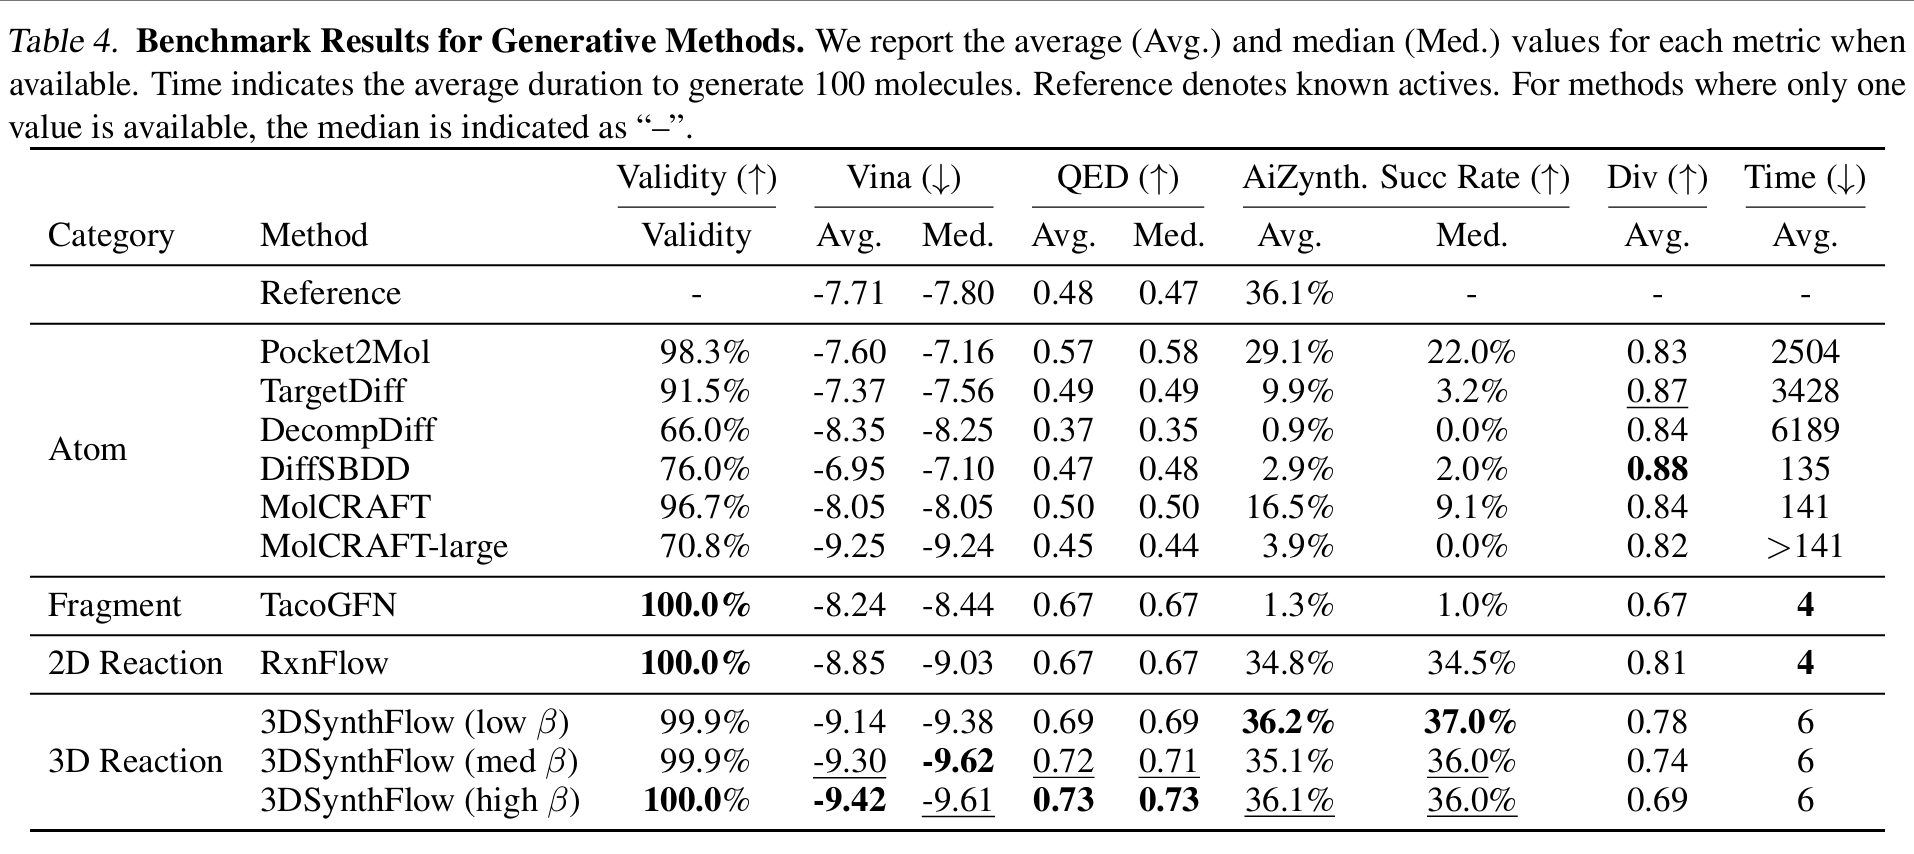 Table 4. Benchmark Results for Generative Methods. We report the average (Avg.) and median (Med.) values for each metric when
available. Time indicates the average duration to generate 100 molecules. Reference denotes known actives. For methods where only one
value is available, the median is indicated as “–”.
Validity (↑) Vina (↓) QED (↑) AiZynth. Succ Rate (↑) Div (↑) Time (↓)
Category Method Validity Avg. Med. Avg. Med. Avg. Med. Avg. Avg.
Reference - -7.71 -7.80 0.48 0.47 36.1% - - -
Pocket2Mol 98.3% -7.60 -7.16 0.57 0.58 29.1% 22.0% 0.83 2504
TargetDiff 91.5% -7.37 -7.56 0.49 0.49 9.9% 3.2% 0.87 3428
DecompDiff 66.0% -8.35 -8.25 0.37 0.35 0.9% 0.0% 0.84 6189
Atom
DiffSBDD 76.0% -6.95 -7.10 0.47 0.48 2.9% 2.0% 0.88 135
MolCRAFT 96.7% -8.05 -8.05 0.50 0.50 16.5% 9.1% 0.84 141
MolCRAFT-large 70.8% -9.25 -9.24 0.45 0.44 3.9% 0.0% 0.82 >141
Fragment TacoGFN 100.0% -8.24 -8.44 0.67 0.67 1.3% 1.0% 0.67 4
2D Reaction RxnFlow 100.0% -8.85 -9.03 0.67 0.67 34.8% 34.5% 0.81 4
3DSynthFlow (low β) 99.9% -9.14 -9.38 0.69 0.69 36.2% 37.0% 0.78 6
3D Reaction 3DSynthFlow (med β) 99.9% -9.30 -9.62 0.72 0.71 35.1% 36.0% 0.74 6
3DSynthFlow (high β) 100.0% -9.42 -9.61 0.73 0.73 36.1% 36.0% 0.69 6